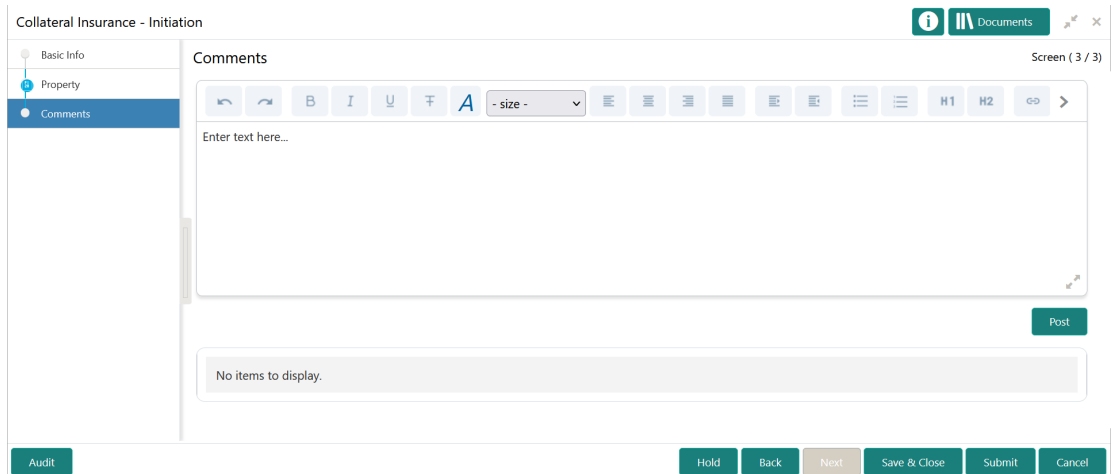 Collateral Insurance - Initiation
Documents
Basic Info
Property
Comments
Comments
Screen ( 3 / 3)
B I U T A - size - H1 H2
Enter text here...
Post
No items to display.
Audit
Hold Back Next Save & Close Submit Cancel